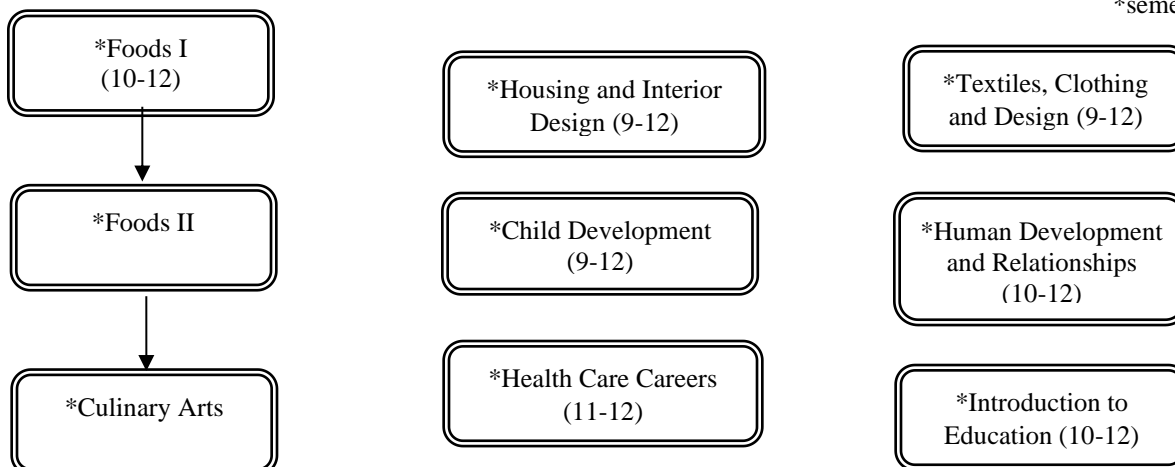 *Foods I
(10-12)
*Foods II
*Culinary Arts
*Housing and Interior
Design (9-12)
*Child Development
(9-12)
*Health Care Careers
(11-12)
*Textiles, Clothing
and Design (9-12)
*Human Development
and Relationships
(10-12)
*Introduction to
Education (10-12)